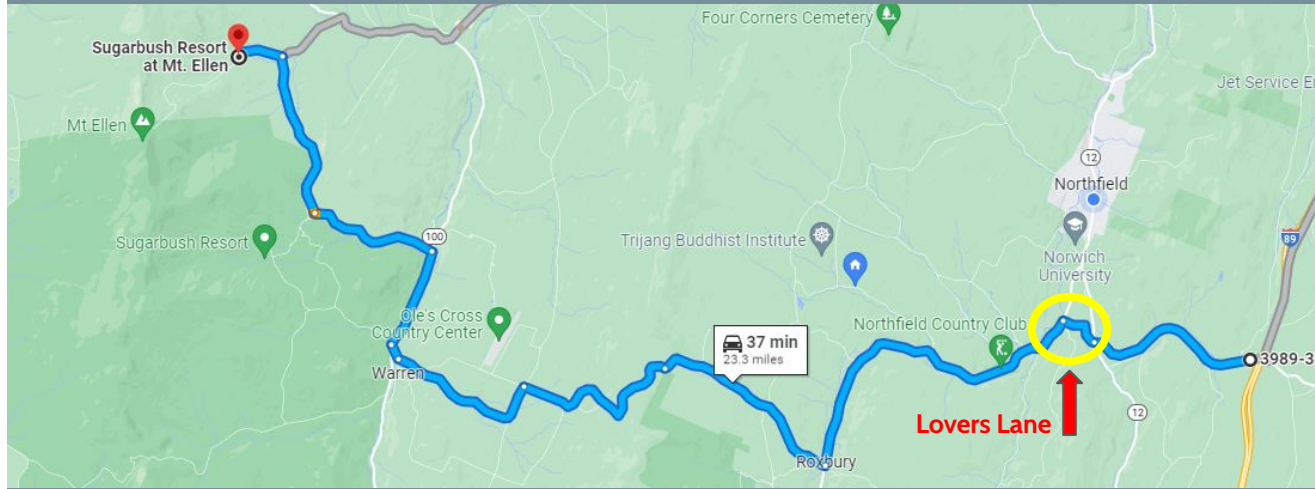 Four Corners Cemetery
Sugarbush Resort
at Mt. Ellen
Jet Service E
Mt Ellen
12
Northfield
100
Sugarbush Resort
Trijang Buddhist Institute
89
Norwich
University
Ole's Cross
Country Center
Northfield Country Club
37 min
23.3 miles
3989-3
Warren
12
Lovers Lane
Roxbury